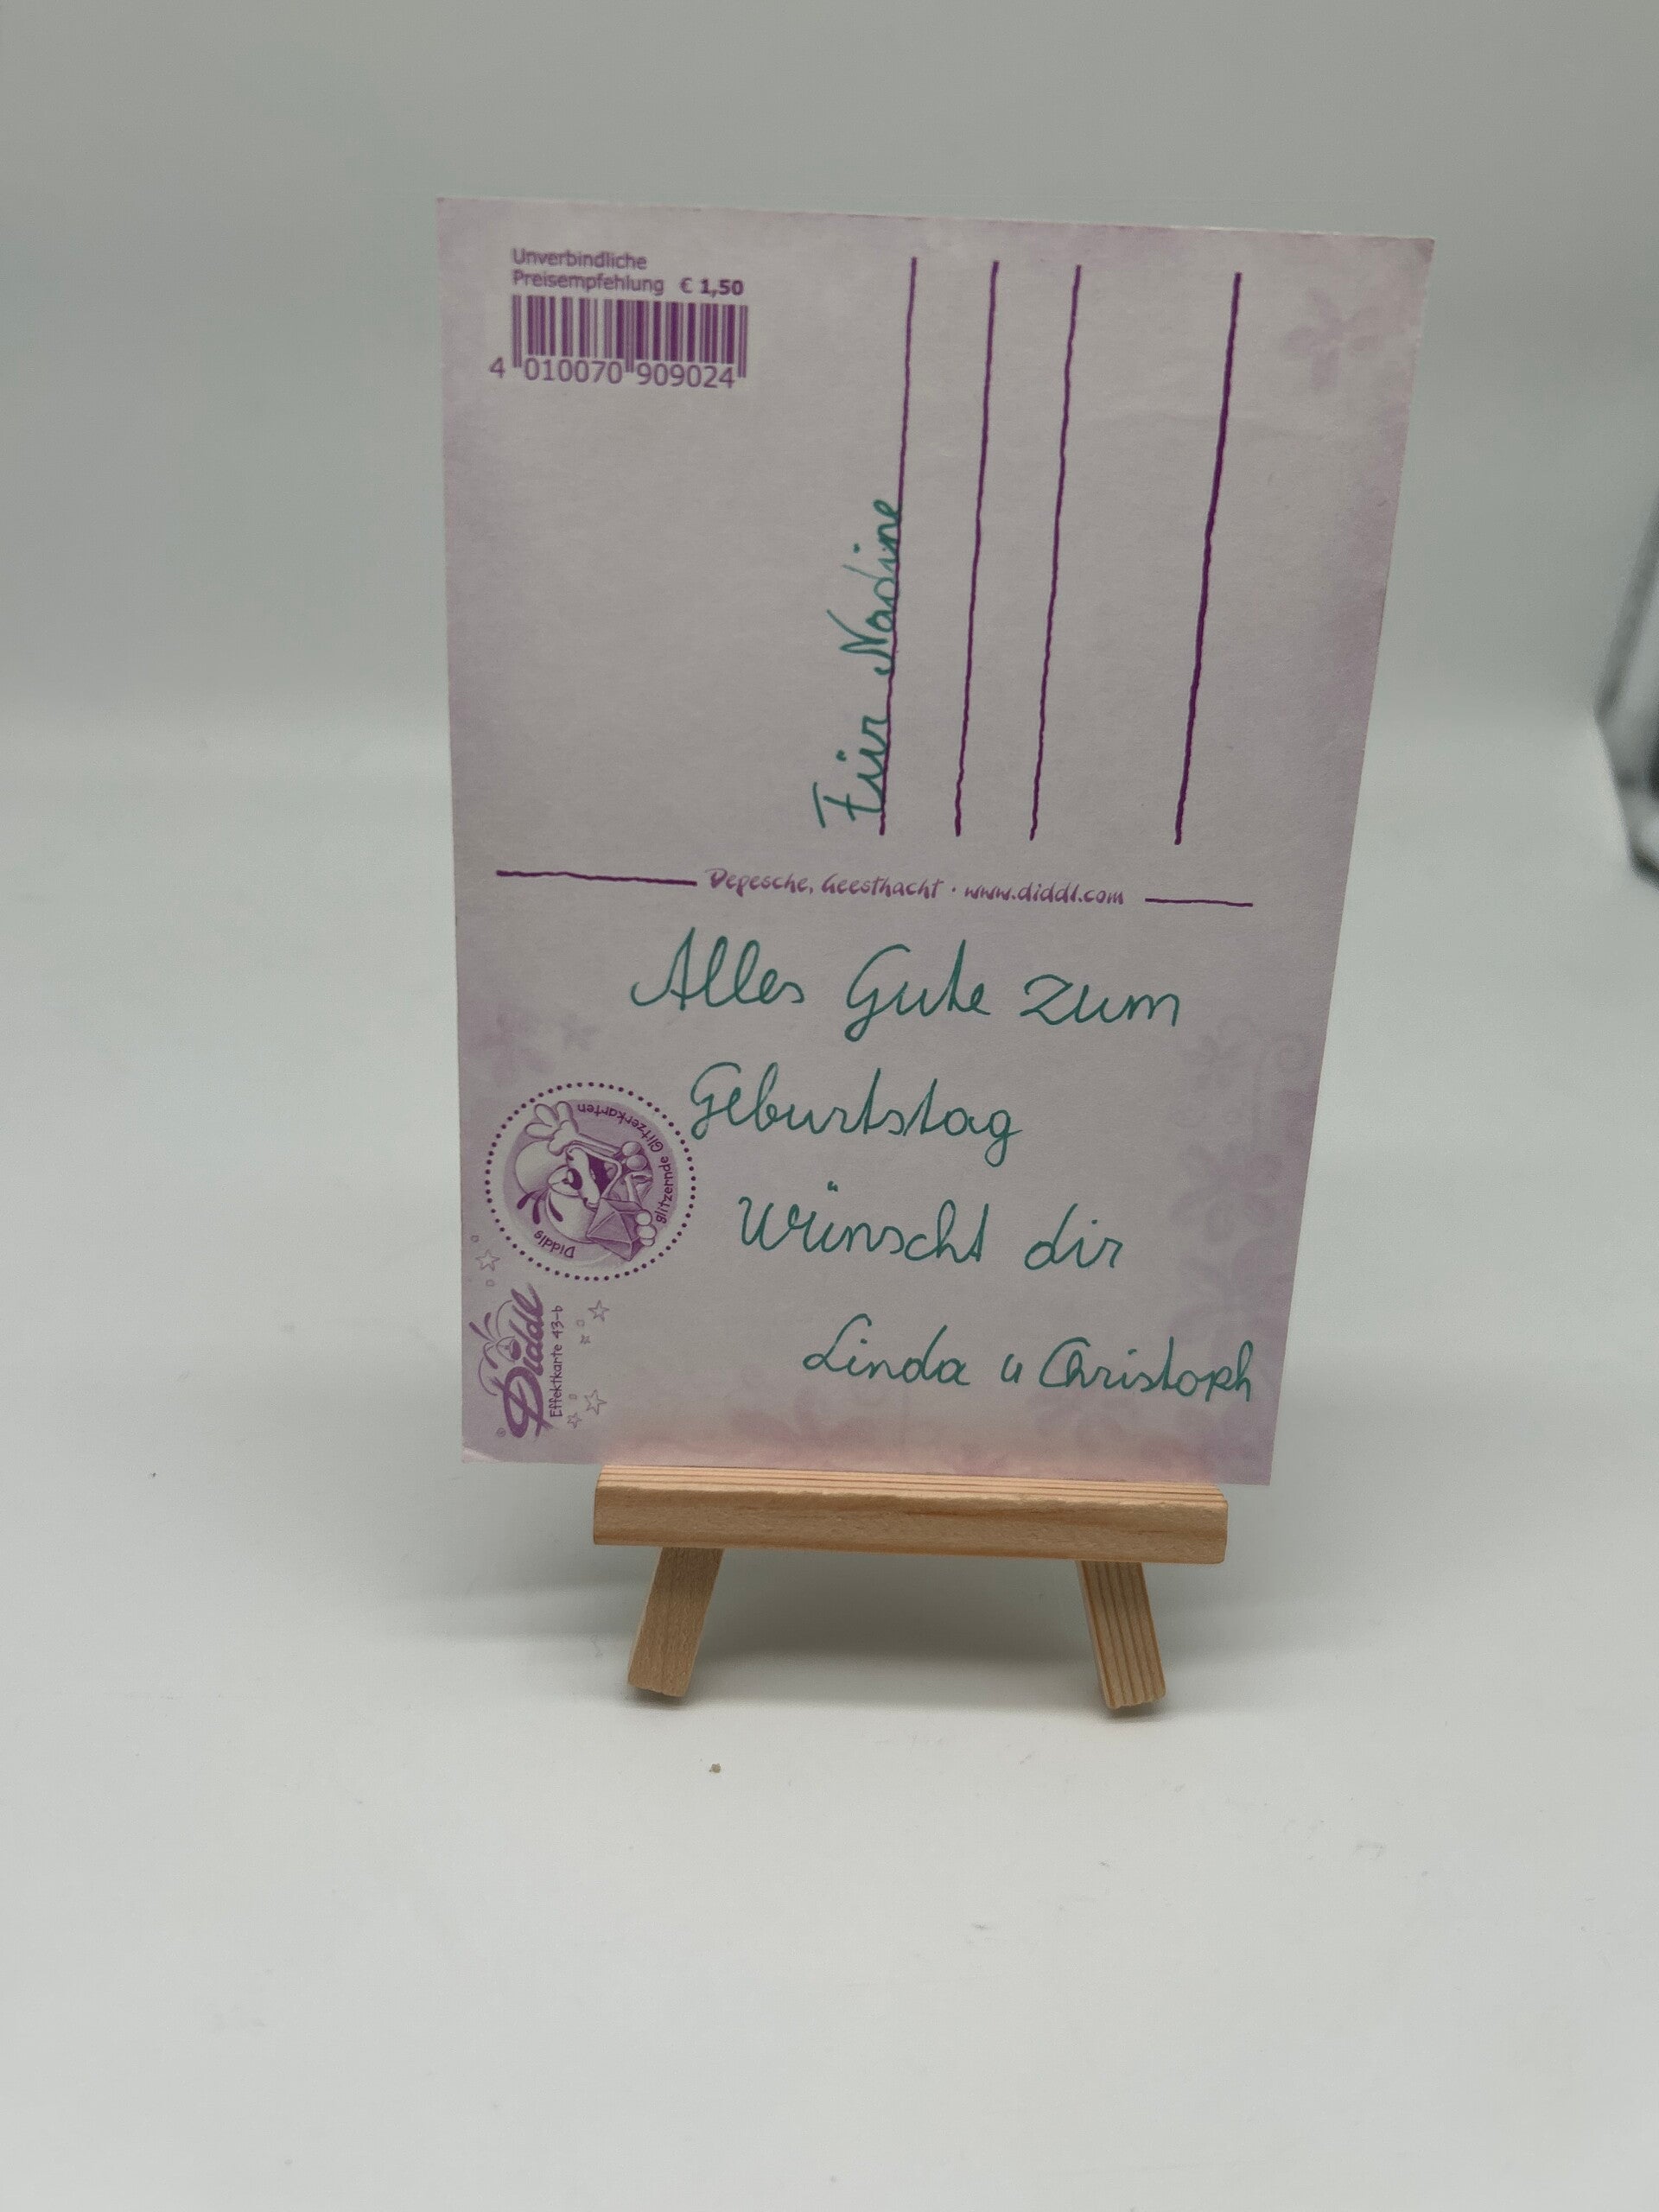 Unverbindliche
Preisempfehlung € 1,50
4 010070 909024
Für Nadine
Depesche, Geesthacht · www.diddl.com
Alles Gute zum
Geburtstag
Wünscht dir
Linda u Christoph
Diddls glitzernde Glitzerkarten
Diddl
®
Effektkarte 43-b